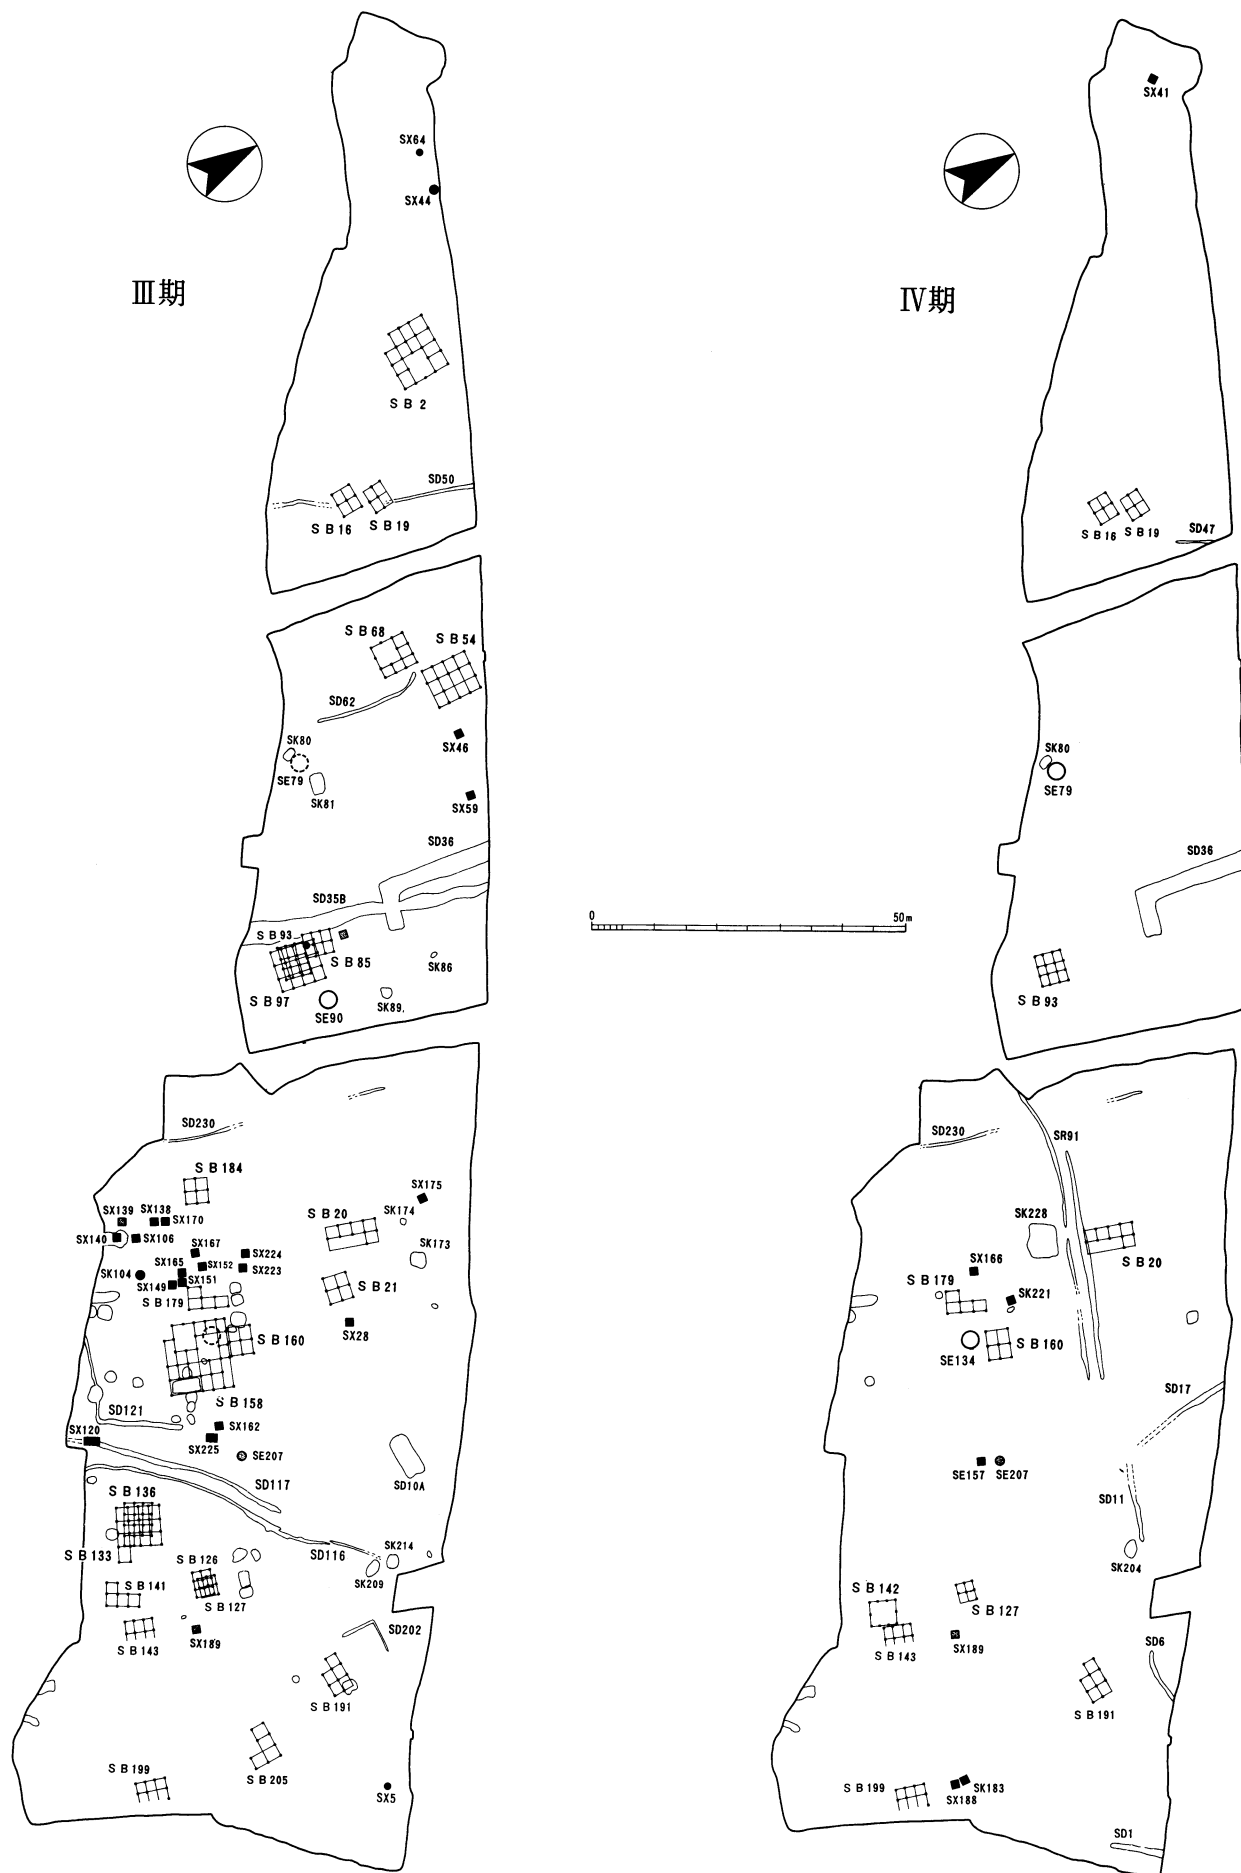 SX64
SX44
Ⅲ期
SB2
SD50
SB16
SB19
SB68
SB54
SD62
SK80
SX46
SE79
SK81
SX59
SD36
SD35B
SB93
SB85
SK86
SB97
SE90
SK89.
SD230
SB184
SX175
SX139
SX138
SX170
SB20
SK174
SX140
SX106
SX167
SX224
SK173
SX165
SX152
SX223
SK104
SX151
SX149
SB21
SB179
SX28
SB160
SB158
SD121
SX162
SX120
SX225
SE207
SD117
SD10A
SB136
SB133
SD116
SK214
SK209
SB126
SB141
SB127
SB143
SX189
SD202
SB191
SB205
SB199
SX5
0
50m
SX41
Ⅳ期
SB16
SB19
SD47
SK80
SE79
SD36
SB93
SD230
SR91
SK228
SB20
SX166
SB179
SK221
SE134
SB160
SD17
SE157
SE207
SD11
SK204
SB142
SB127
SB143
SX189
SD6
SB191
SB199
SX188
SK183
SD1